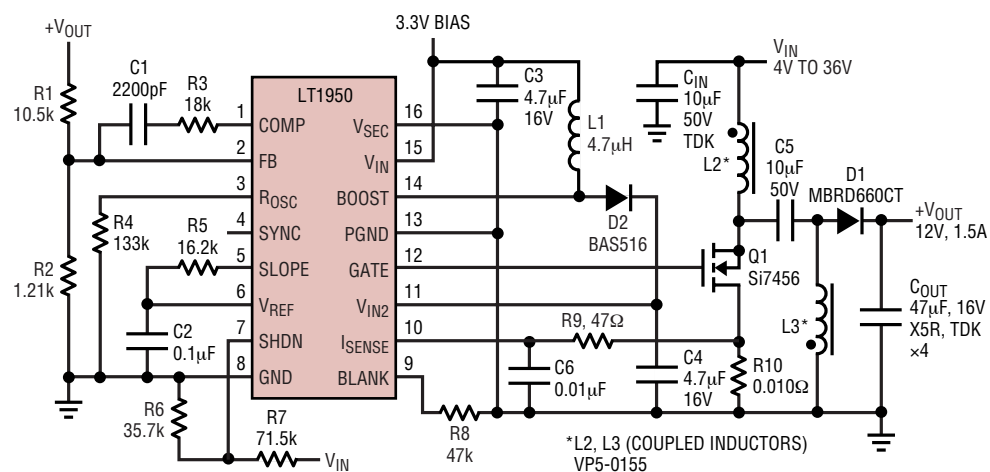 +VOUT
R1
10.5k
C1
2200pF
R3
18k
R4
133k
R5
16.2k
R2
1.21k
C2
0.1µF
R6
35.7k
R7
71.5k
VIN
LT1950
1
COMP
2
FB
3
ROSC
4
SYNC
5
SLOPE
6
VREF
7
SHDN
8
GND
16
VSEC
15
VIN
14
BOOST
13
PGND
12
GATE
11
VIN2
10
ISENSE
9
BLANK
3.3V BIAS
C3
4.7µF
16V
L1
4.7µH
D2
BAS516
R9, 47Ω
C6
0.01µF
R8
47k
C4
4.7µF
16V
CIN
10µF
50V
TDK
VIN
4V TO 36V
L2*
C5
10µF
50V
D1
MBRD660CT
+VOUT
12V, 1.5A
Q1
Si7456
L3*
COUT
47µF, 16V
X5R, TDK
×4
R10
0.010Ω
*L2, L3 (COUPLED INDUCTORS)
VP5-0155